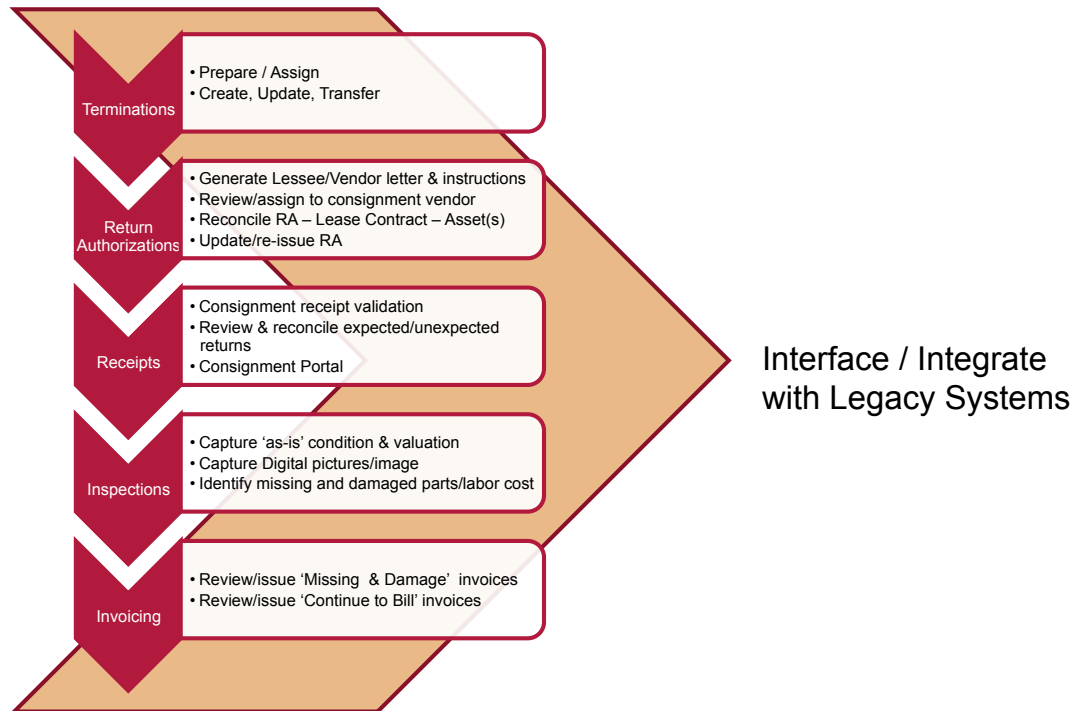 Terminations
• Prepare / Assign
• Create, Update, Transfer
Return
Authorizations
• Generate Lessee/Vendor letter & instructions
• Review/assign to consignment vendor
• Reconcile RA – Lease Contract – Asset(s)
• Update/re-issue RA
Receipts
• Consignment receipt validation
• Review & reconcile expected/unexpected
returns
• Consignment Portal
Inspections
• Capture ‘as-is’ condition & valuation
• Capture Digital pictures/image
• Identify missing and damaged parts/labor cost
Invoicing
• Review/issue ‘Missing & Damage’ invoices
• Review/issue ‘Continue to Bill’ invoices
Interface / Integrate
with Legacy Systems